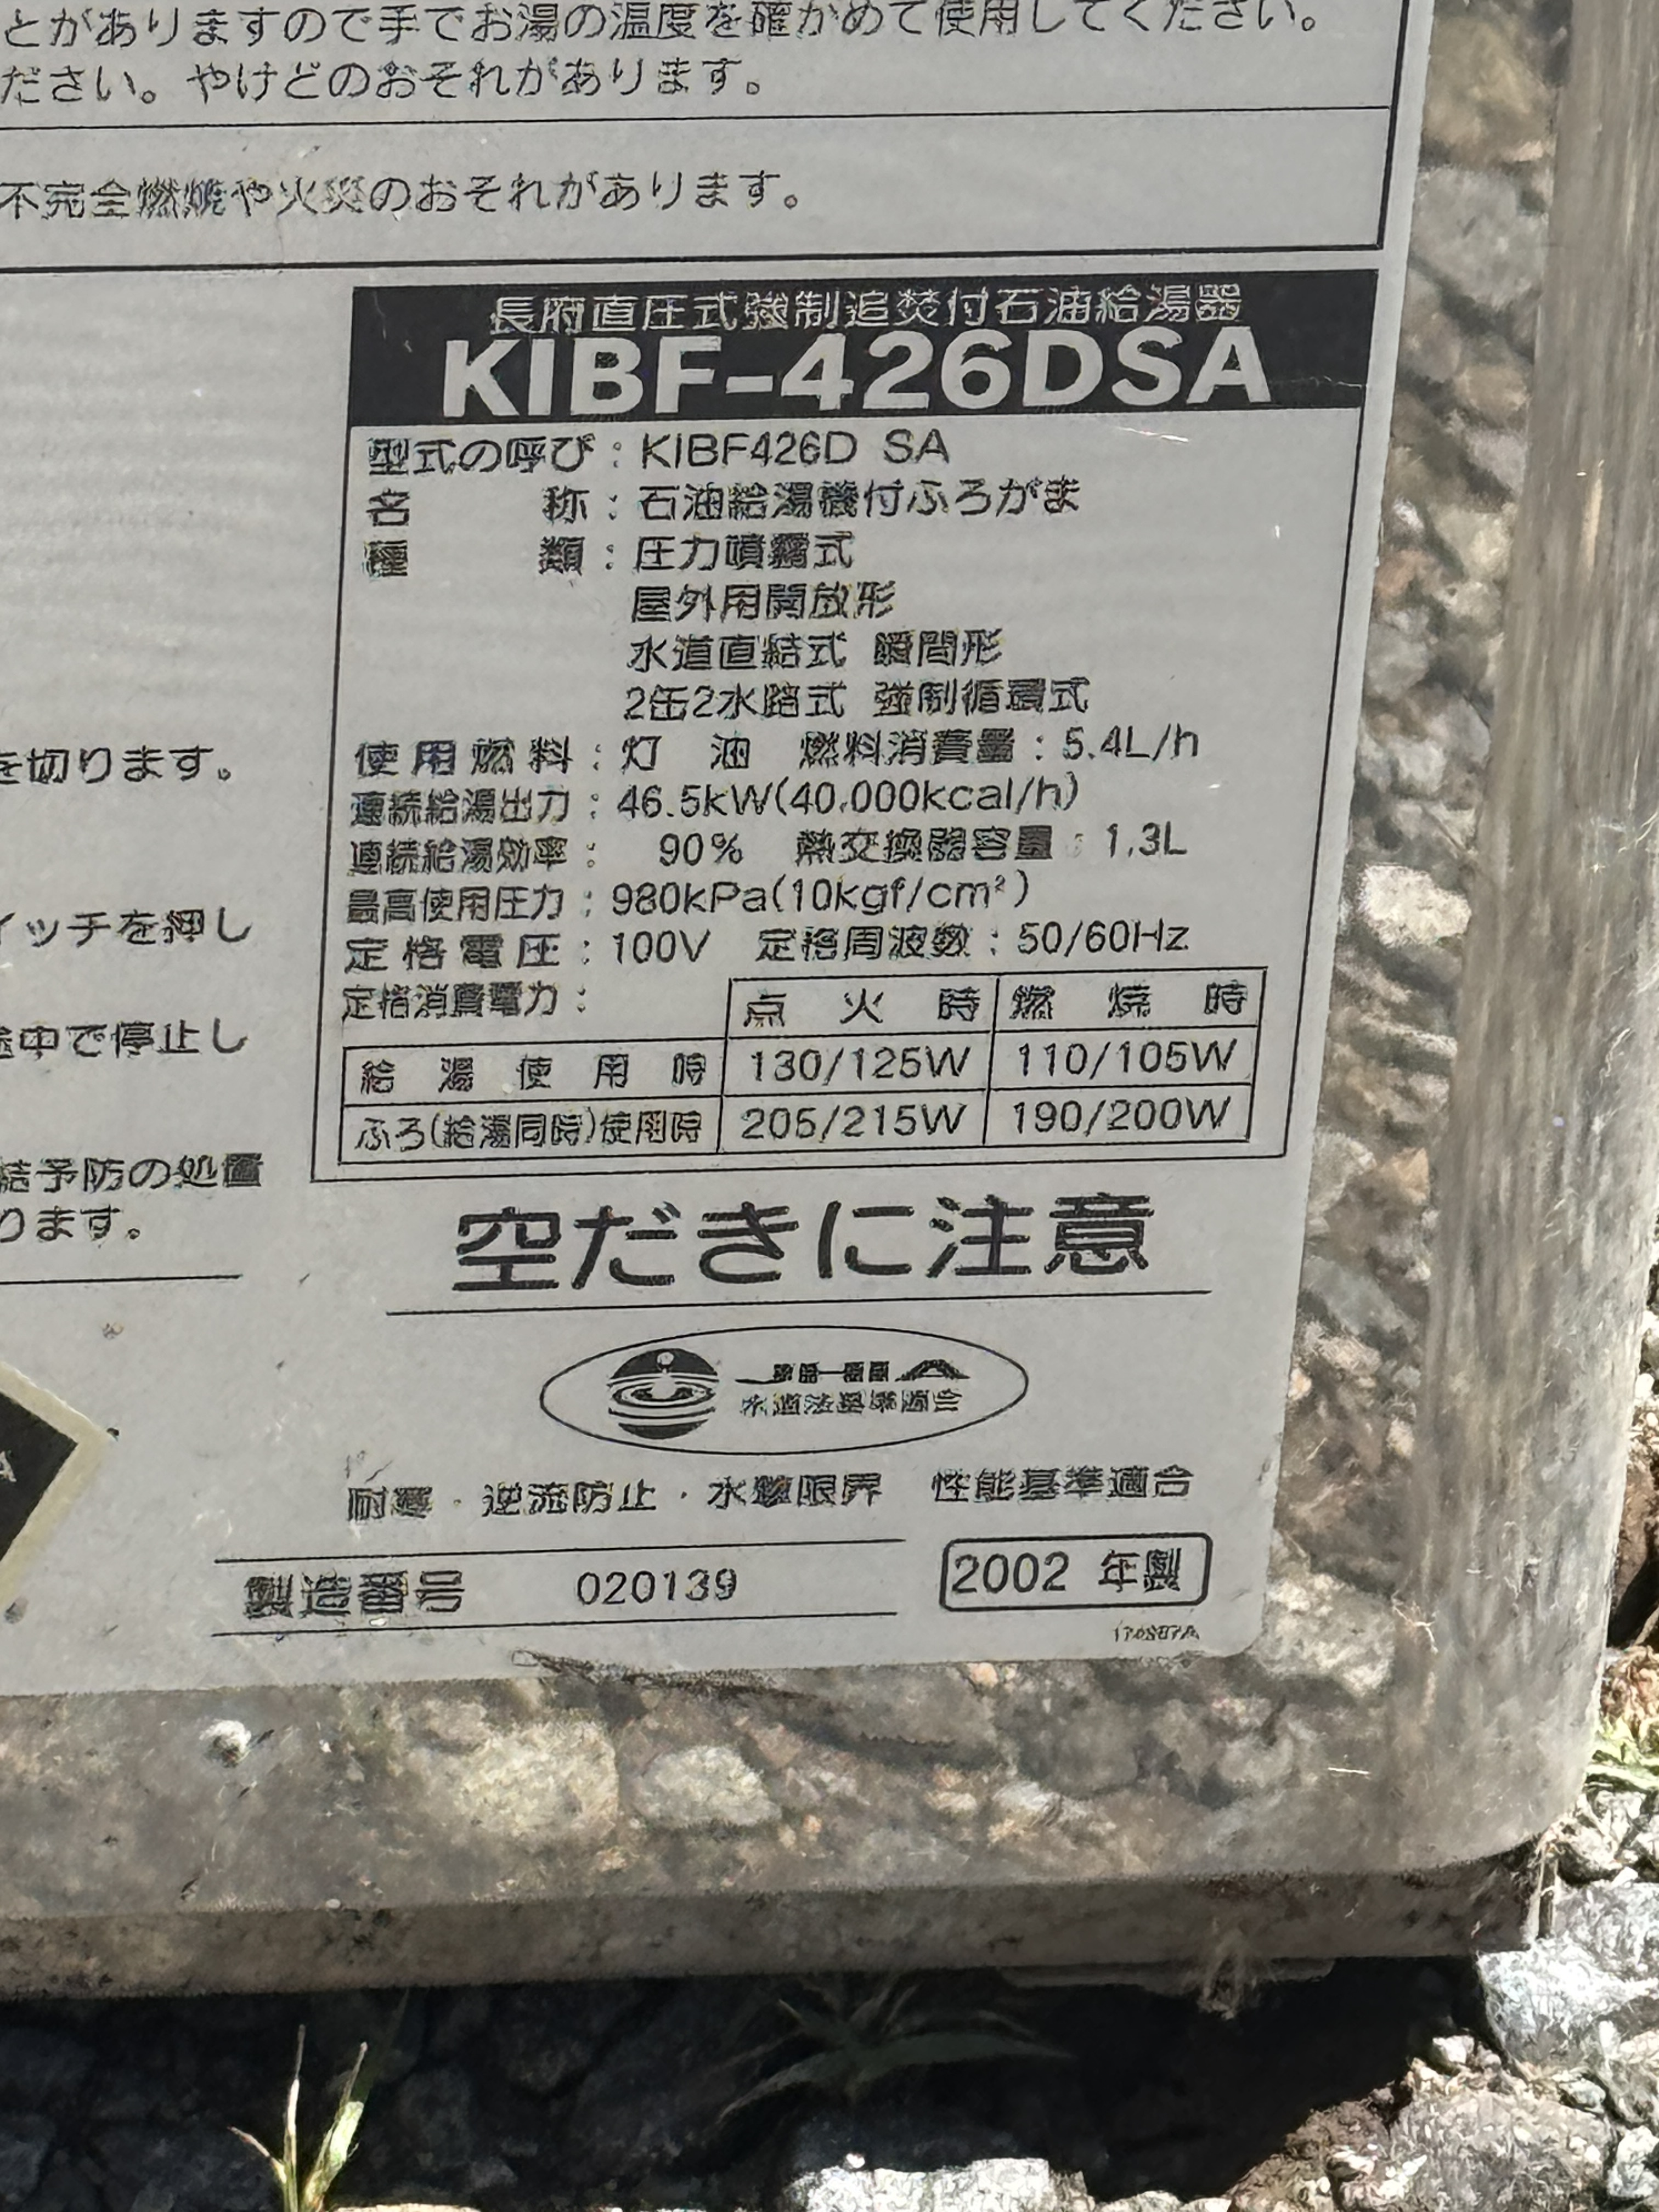 とがありますので手でお湯の温度を確かめて使用してください。
ださい。やけどのおそれがあります。
不完全燃焼や火災のおそれがあります。
長府直圧式強制追焚付石油給湯器
KIBF-426DSA
型式の呼び：KIBF426D SA
名称：石油給湯機付ふろがま
種類：圧力噴霧式
屋外用開放形
水道直結式 瞬間形
2缶2水路式 強制循環式
使用燃料：灯油 燃料消費量：5.4L/h
連続給湯出力：46.5kW(40,000kcal/h)
連続給湯効率：90% 熱交換器容量：1.3L
最高使用圧力：980kPa(10kgf/cm²)
定格電圧：100V 定格周波数：50/60Hz
定格消費電力：
点火時 燃焼時
給湯使用時 130/125W 110/105W
ふろ(給湯同時)使用時 205/215W 190/200W
を切ります。
イッチを押し
途中で停止し
結予防の処置
ります。
空だきに注意
水道法基準適合
耐寒・逆流防止・水撃限界 性能基準適合
製造番号 020139 2002 年製